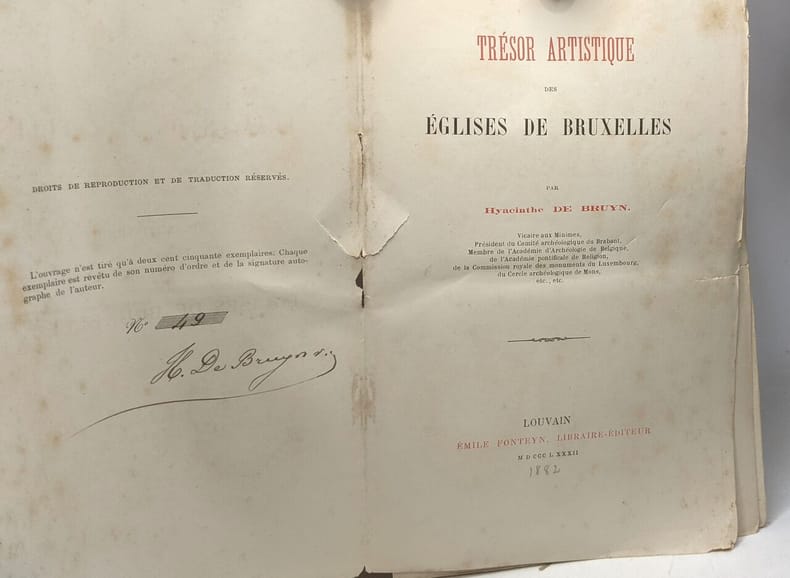 DROITS DE REPRODUCTION ET DE TRADUCTION RÉSERVÉS.
L'ouvrage n'est tiré qu'à deux cent cinquante exemplaires. Chaque
exemplaire est revêtu de son numéro d'ordre et de la signature auto-
graphe de l'auteur.
No 49
H. De Bruyn
TRÉSOR ARTISTIQUE
DES
ÉGLISES DE BRUXELLES
PAR
Hyacinthe DE BRUYN.
Vicaire aux Minimes,
Président du Comité archéologique du Brabant,
Membre de l'Académie d'Archéologie de Belgique,
de l'Académie pontificale de Religion,
de la Commission royale des monuments du Luxembourg,
du Cercle archéologique de Mons,
etc., etc.
LOUVAIN
ÉMILE FONTEYN, LIBRAIRE-ÉDITEUR
M D CCC L XXXII
1882